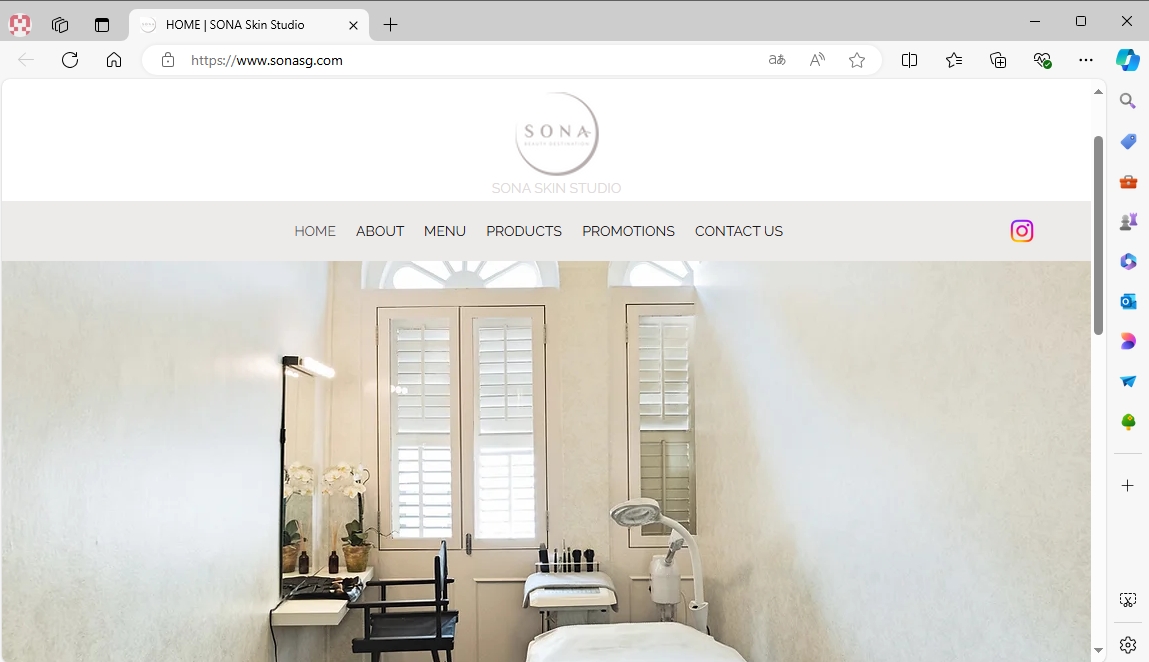 HOME | SONA Skin Studio
https://www.sonasg.com
SONA
BEAUTY DESTINATION
SONA SKIN STUDIO
HOME ABOUT MENU PRODUCTS PROMOTIONS CONTACT US